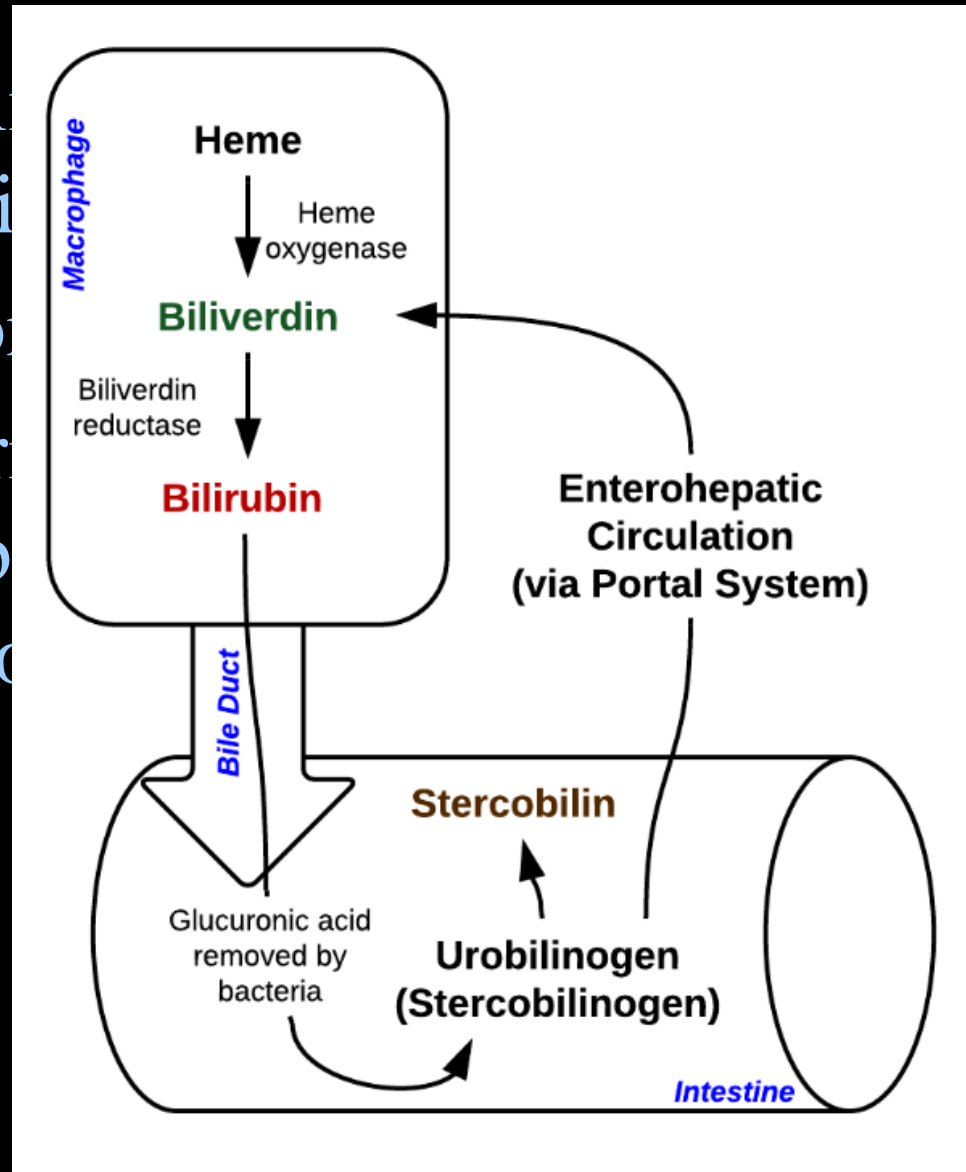 Macrophage
Heme
Heme
oxygenase
Biliverdin
Biliverdin
reductase
Bilirubin
Enterohepatic
Circulation
(via Portal System)
Bile Duct
Stercobilin
Glucuronic acid
removed by
bacteria
Urobilinogen
(Stercobilinogen)
Intestine